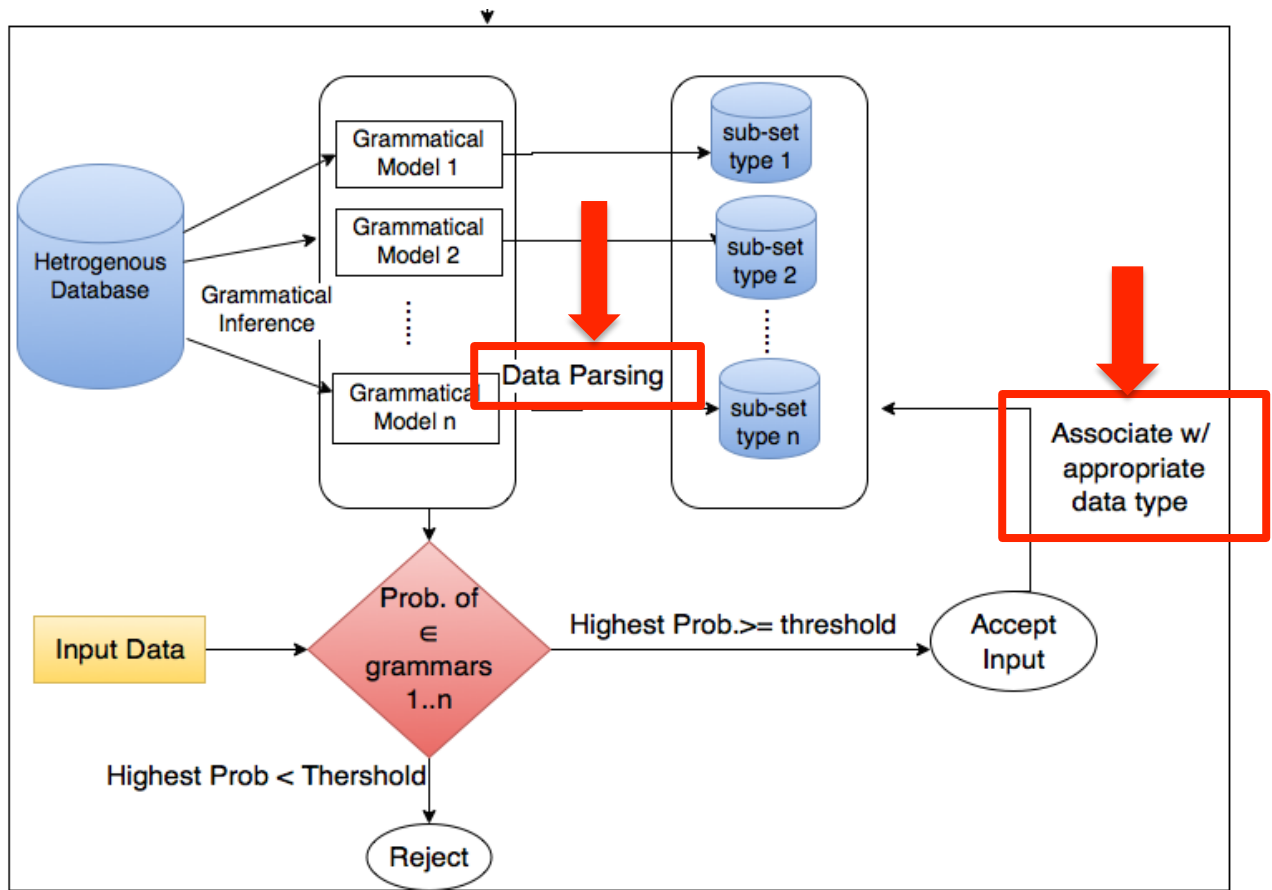 Hetrogenous
Database
Grammatical
Inference
Grammatical
Model 1
Grammatical
Model 2
Grammatical
Model n
Data Parsing
sub-set
type 1
sub-set
type 2
sub-set
type n
Associate w/
appropriate
data type
Input Data
Prob. of
∈
grammars
1..n
Highest Prob.>= threshold
Accept
Input
Highest Prob < Thershold
Reject